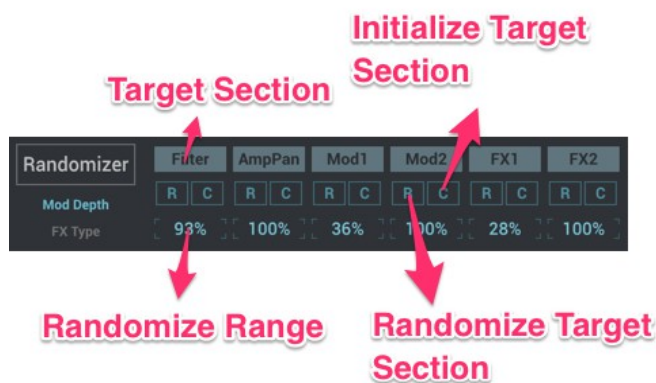 Initialize Target
Section
Target Section
Randomizer Filter AmpPan Mod1 Mod2 FX1 FX2
Mod Depth R C R C R C R C R C R C
FX Type 93% 100% 36% 100% 28% 100%
Randomize Range
Randomize Target
Section